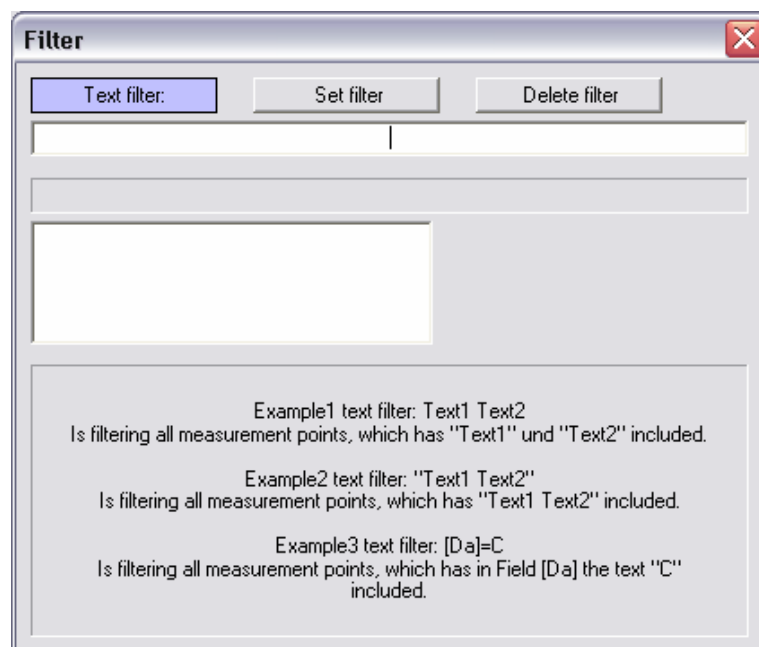 Filter
Text filter: Set filter Delete filter
Example1 text filter: Text1 Text2
Is filtering all measurement points, which has "Text1" und "Text2" included.
Example2 text filter: "Text1 Text2"
Is filtering all measurement points, which has "Text1 Text2" included.
Example3 text filter: [Da]=C
Is filtering all measurement points, which has in Field [Da] the text "C"
included.